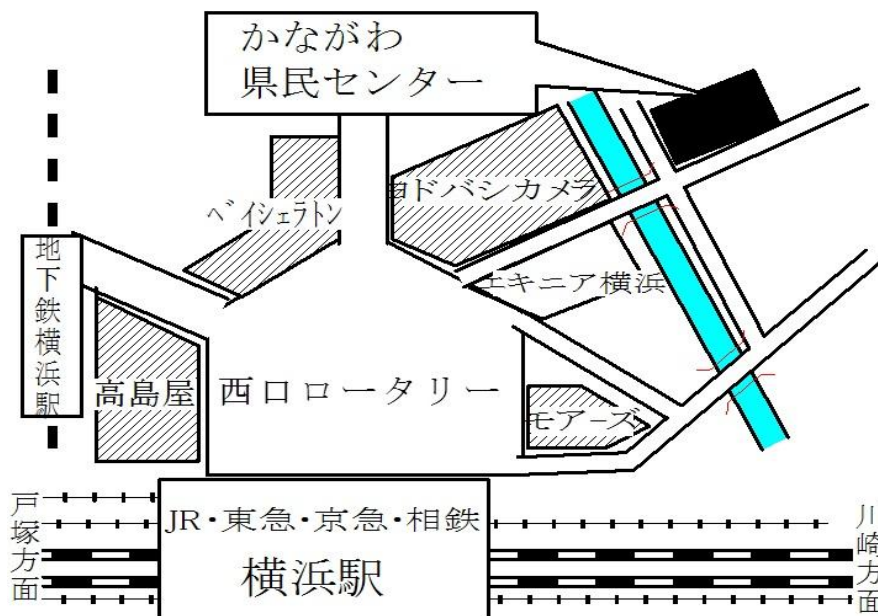 かながわ
県民センター
ヨドバシカメラ
ベイシェラトン
地下鉄横浜駅
エキニア横浜
高島屋
西口ロータリー
モアーズ
戸塚方面
JR・東急・京急・相鉄
横浜駅
川崎方面